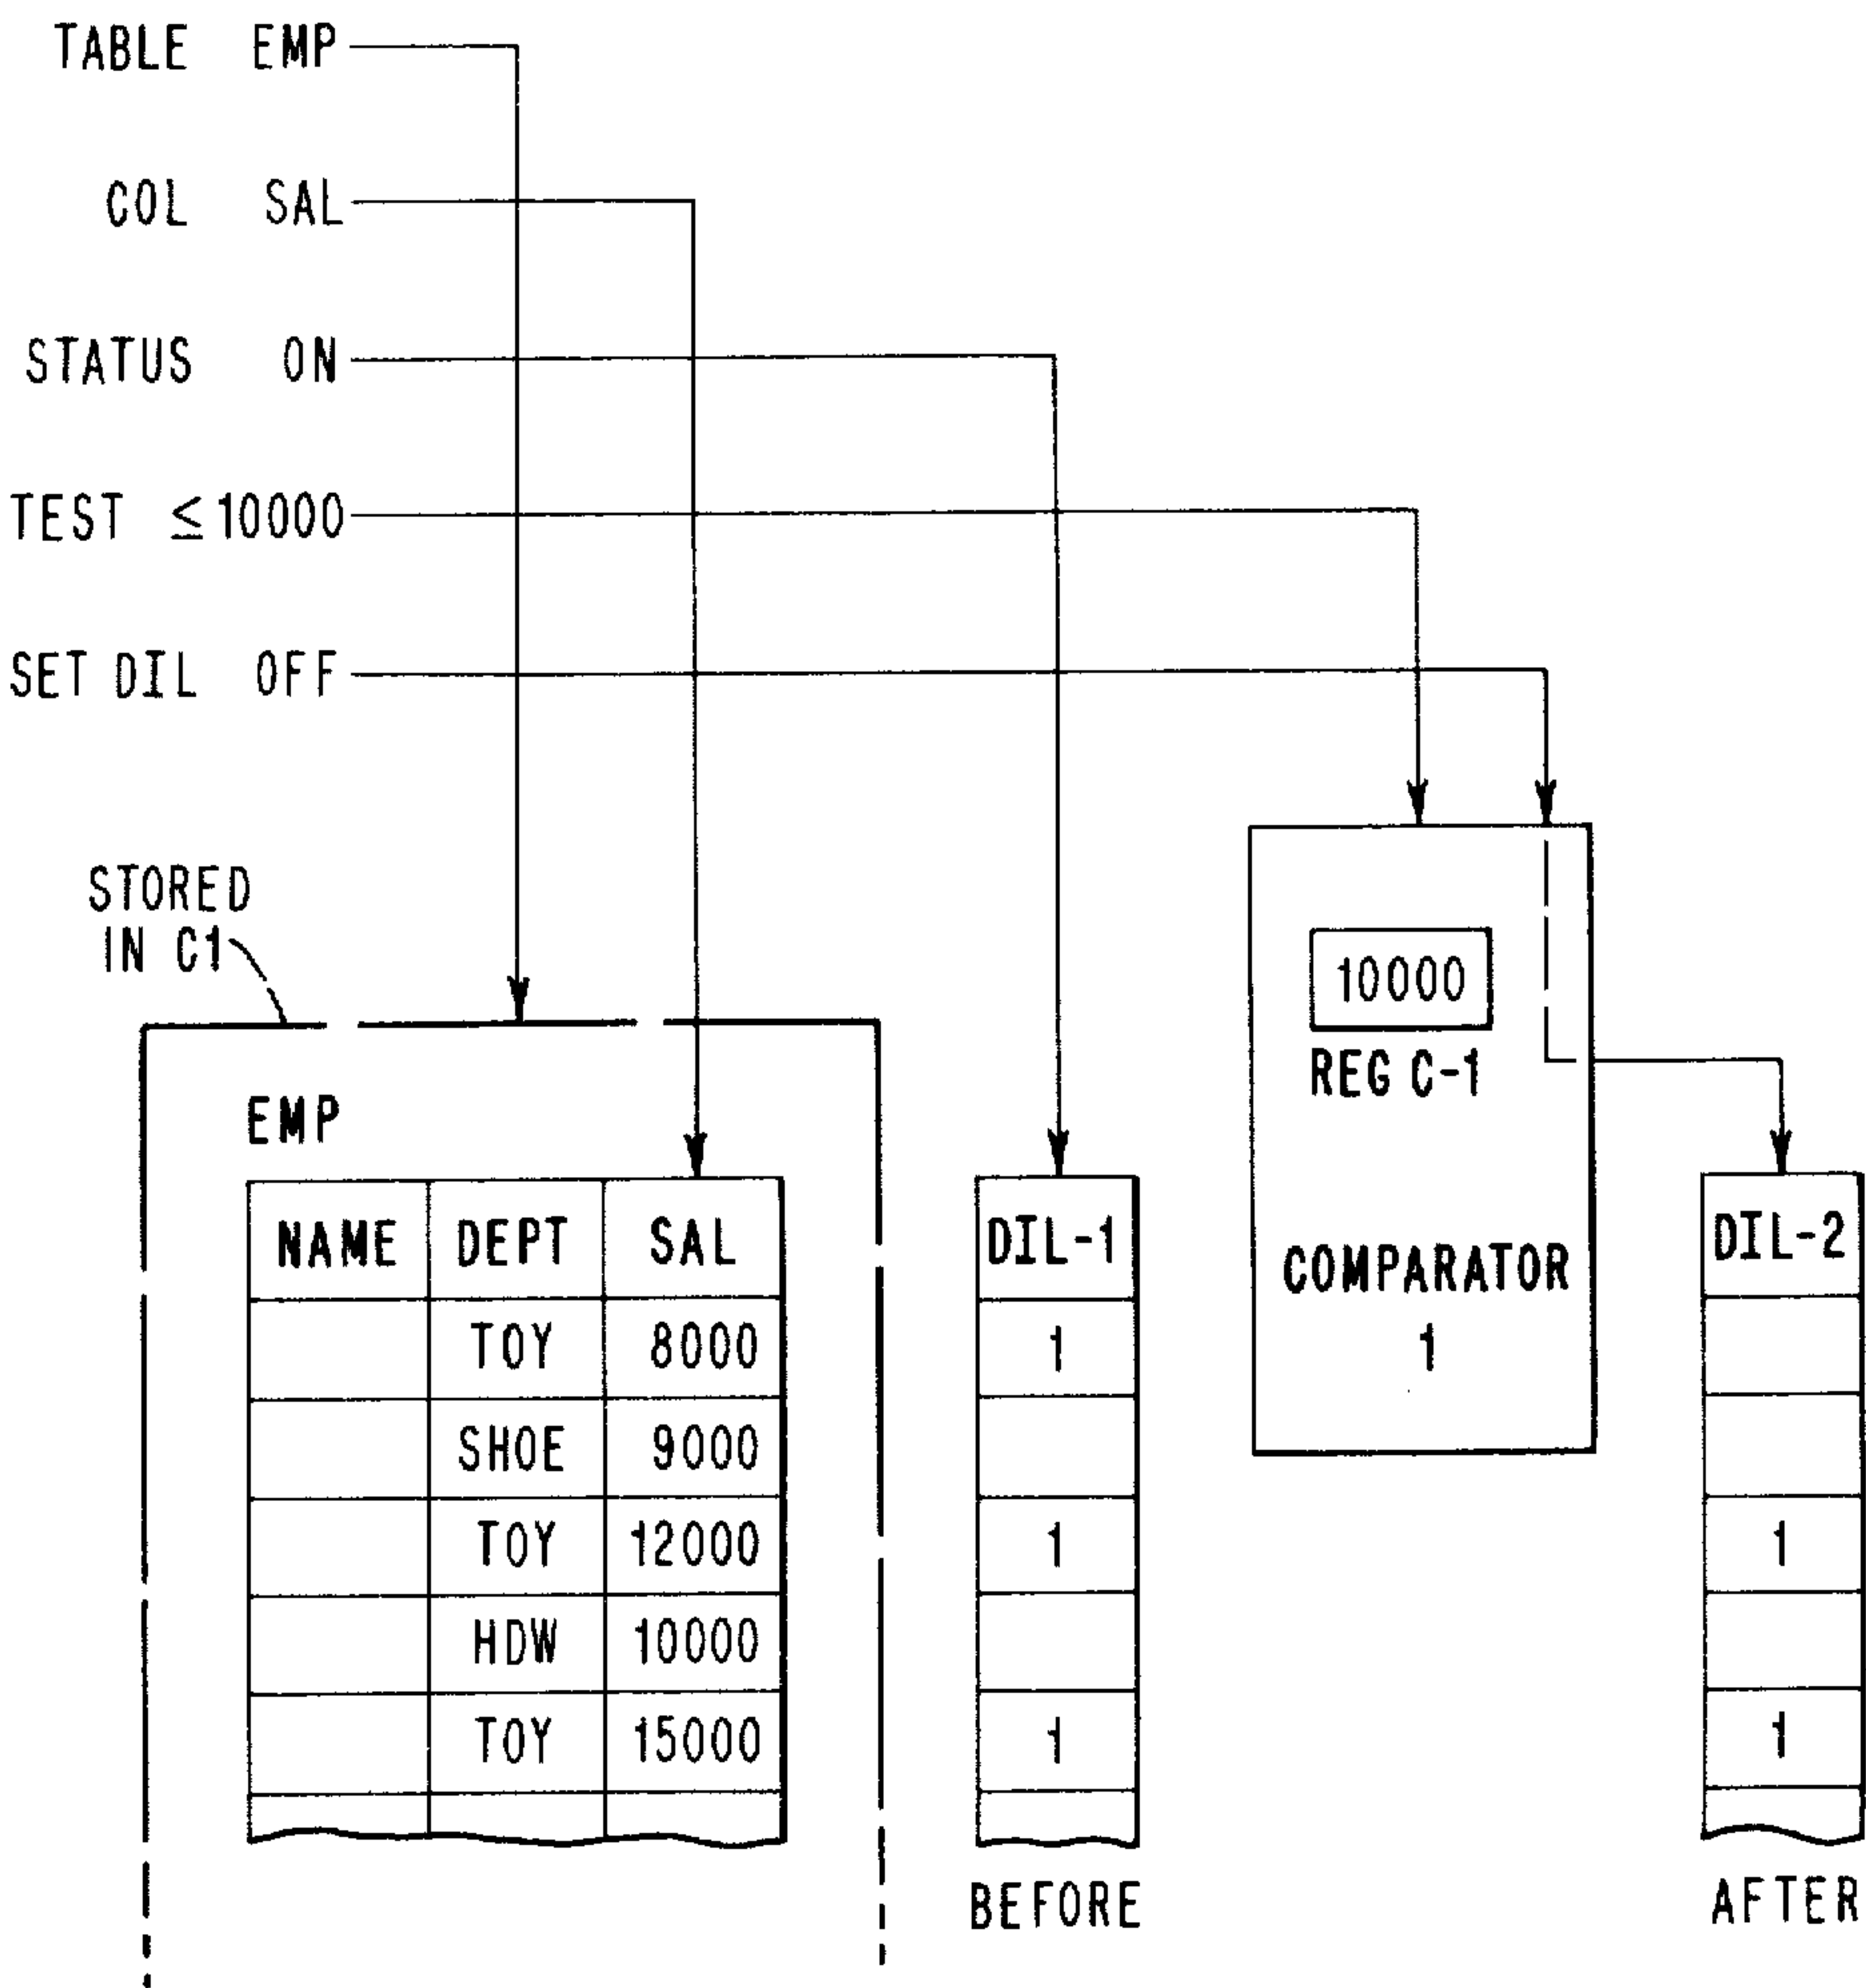 TABLE EMP
COL SAL
STATUS ON
TEST ≤10000
SET DIL OFF
STORED
IN C1
10000
REG C-1
COMPARATOR
1
EMP
NAME DEPT SAL
TOY 8000
SHOE 9000
TOY 12000
HDW 10000
TOY 15000
DIL-1
1
1
1
BEFORE
DIL-2
1
1
AFTER